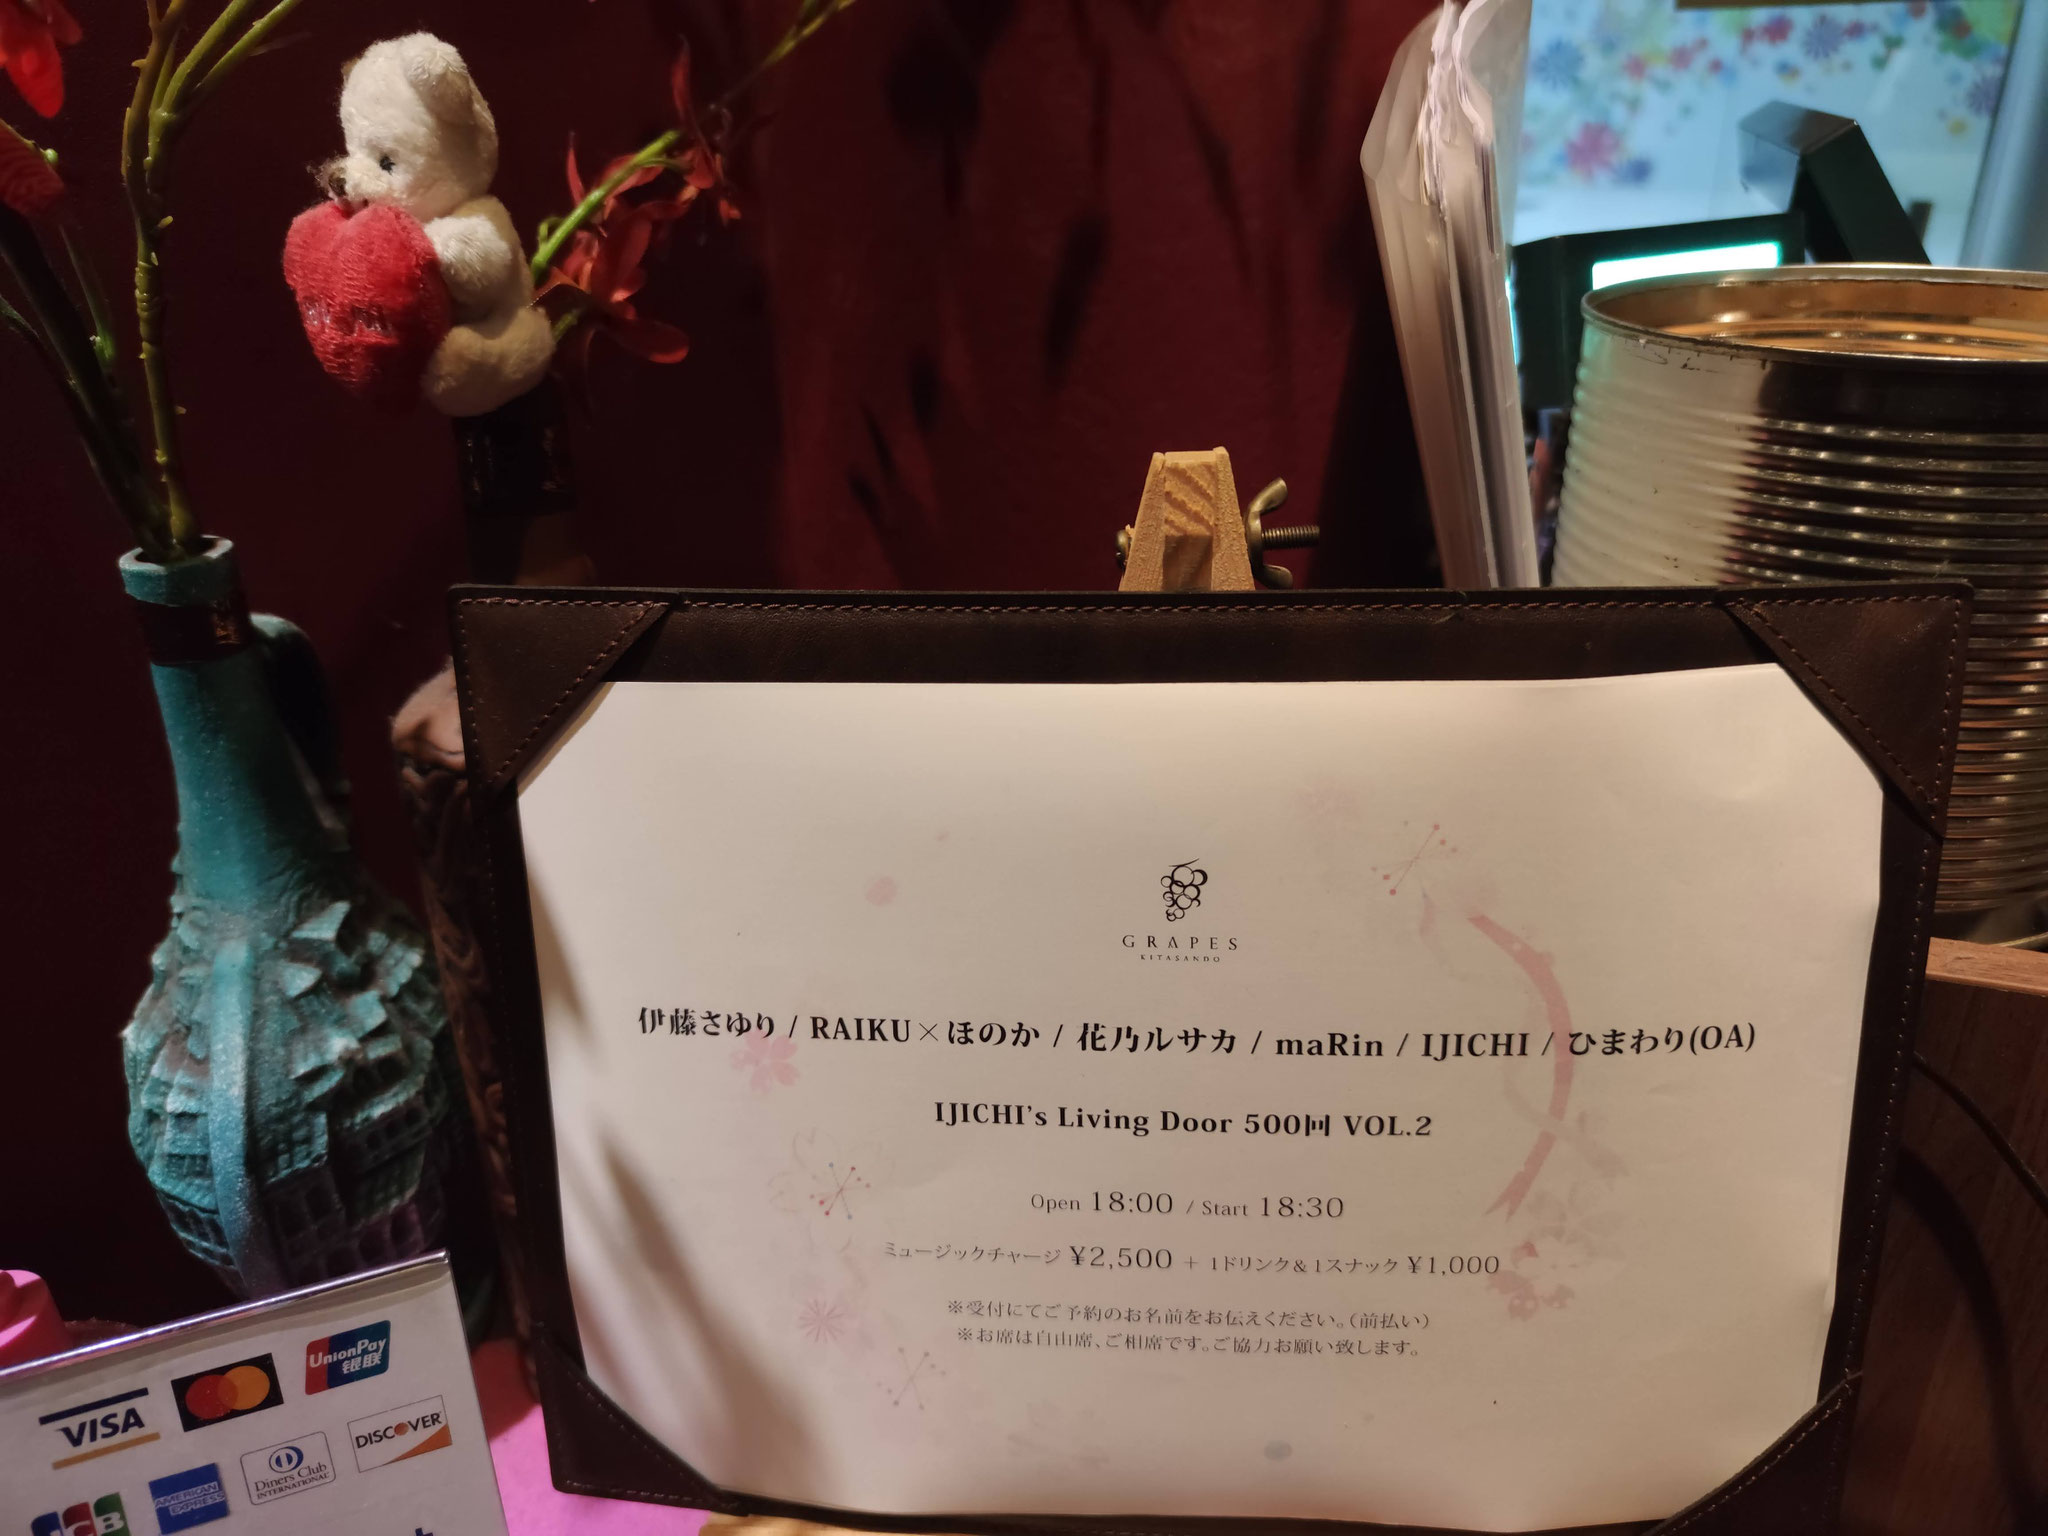 GRAPES
KITASANDO
伊藤さゆり / RAIKU×ほのか / 花乃ルサカ / maRin / IJICHI / ひまわり(OA)
IJICHI's Living Door 500回 VOL.2
Open 18:00 / Start 18:30
ミュージックチャージ ¥2,500 + 1ドリンク&1スナック ¥1,000
※受付にてご予約のお名前をお伝えください。(前払い)
※お席は自由席、ご相席です。ご協力お願い致します。
VISA
UnionPay
银联
JCB
AMERICAN
EXPRESS
Diners Club
INTERNATIONAL
DISCOVER